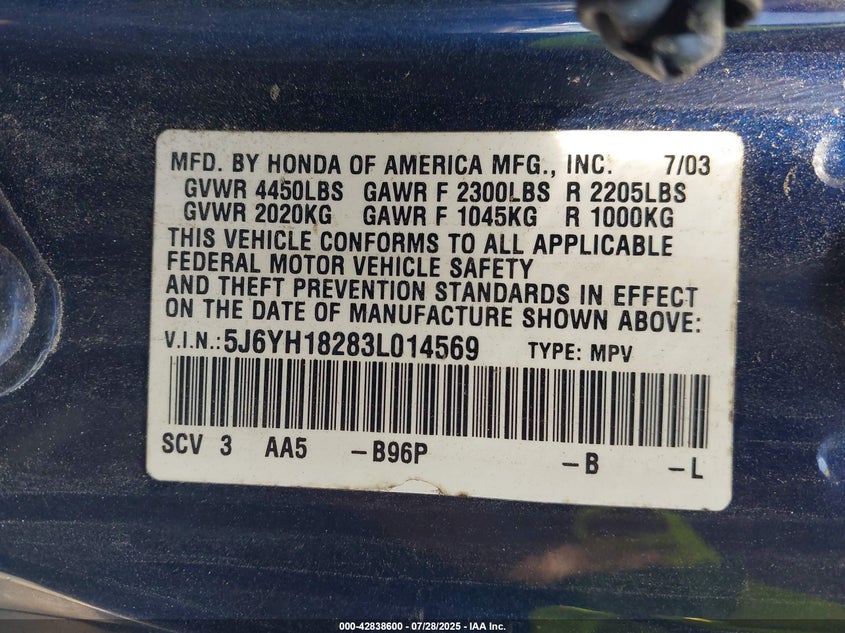 MFD. BY HONDA OF AMERICA MFG., INC. 7/03
GVWR 4450LBS GAWR F 2300LBS R 2205LBS
GVWR 2020KG GAWR F 1045KG R 1000KG
THIS VEHICLE CONFORMS TO ALL APPLICABLE
FEDERAL MOTOR VEHICLE SAFETY
AND THEFT PREVENTION STANDARDS IN EFFECT
ON THE DATE OF MANUFACTURE SHOWN ABOVE:
V.I.N.:5J6YH18283L014569 TYPE: MPV
SCV 3 AA5 -B96P -B -L
000-42838600 - 07/28/2025 - IAA Inc.